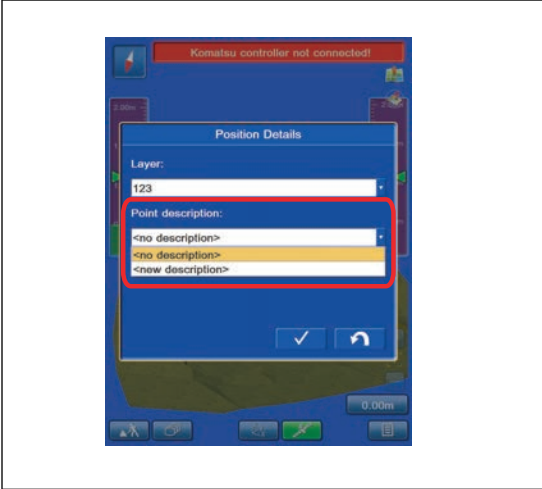 Komatsu controller not connected!
2.00m
Position Details
Layer:
123
Point description:
<no description>
<no description>
<new description>
0.00m